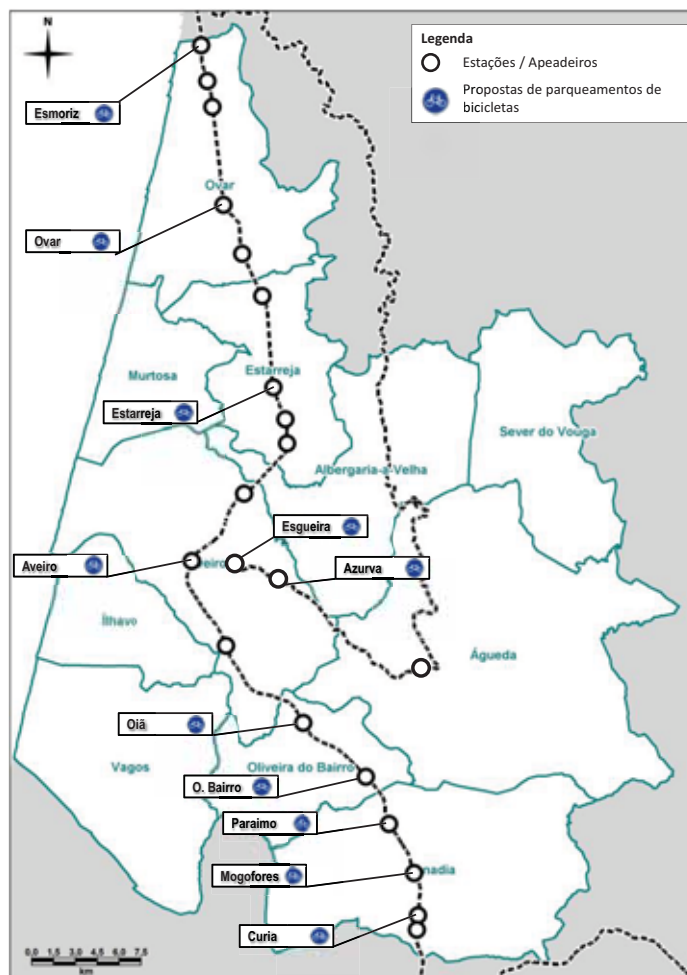 N
Legenda
Estações / Apeadeiros
Propostas de parqueamentos de
bicicletas
Esmoriz
Ovar
Ovar
Murtosa
Estarreja
Estarreja
Sever do Vouga
Albergaria-a-Velha
Esgueira
Aveiro
eiro
Azurva
Ílhavo
Águeda
Oiã
Vagos
Oliveira do Bairro
O. Bairro
Paraimo
Mogofores
nadia
Curia
0,0 1,5 3,0 4,5 6,0 7,5
km